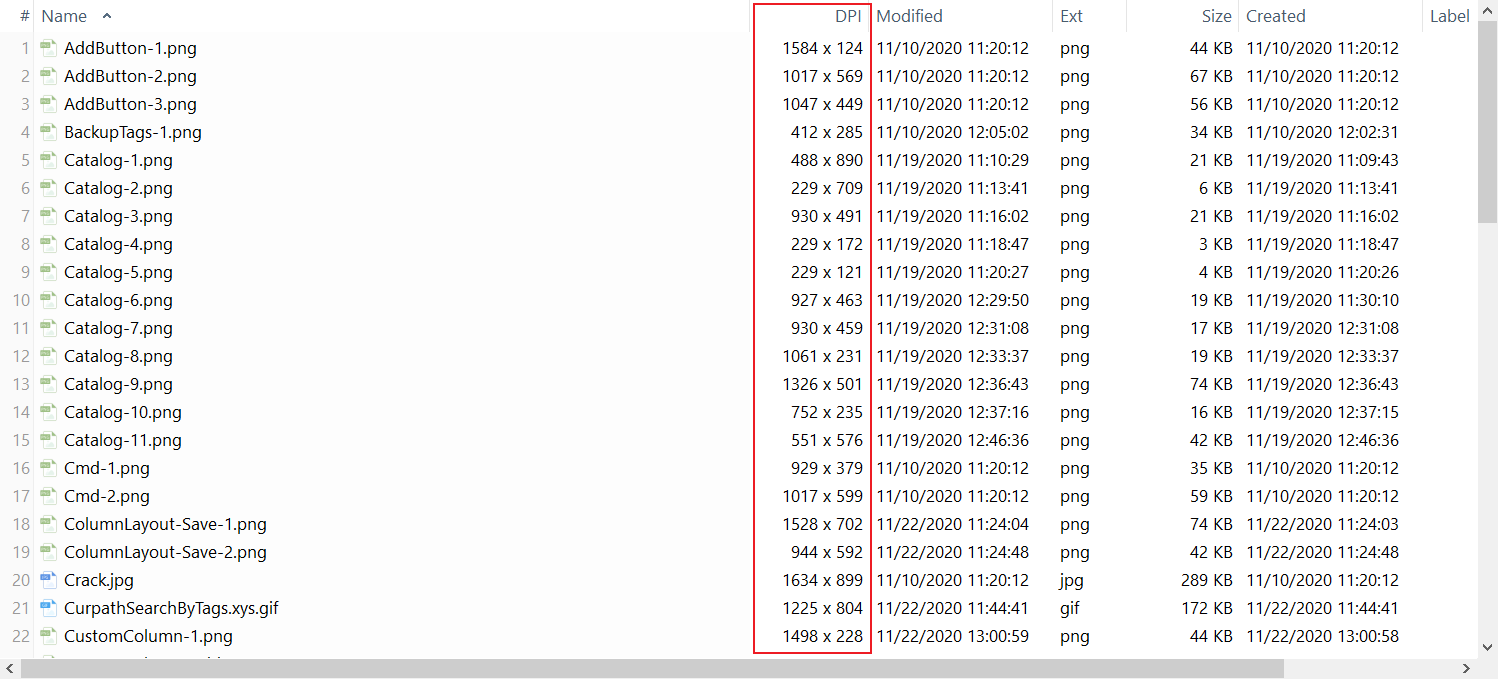 # Name DPI Modified Ext Size Created Label
1 AddButton-1.png 1584 x 124 11/10/2020 11:20:12 png 44 KB 11/10/2020 11:20:12
2 AddButton-2.png 1017 x 569 11/10/2020 11:20:12 png 67 KB 11/10/2020 11:20:12
3 AddButton-3.png 1047 x 449 11/10/2020 11:20:12 png 56 KB 11/10/2020 11:20:12
4 BackupTags-1.png 412 x 285 11/10/2020 12:05:02 png 34 KB 11/10/2020 12:02:31
5 Catalog-1.png 488 x 890 11/19/2020 11:10:29 png 21 KB 11/19/2020 11:09:43
6 Catalog-2.png 229 x 709 11/19/2020 11:13:41 png 6 KB 11/19/2020 11:13:41
7 Catalog-3.png 930 x 491 11/19/2020 11:16:02 png 21 KB 11/19/2020 11:16:02
8 Catalog-4.png 229 x 172 11/19/2020 11:18:47 png 3 KB 11/19/2020 11:18:47
9 Catalog-5.png 229 x 121 11/19/2020 11:20:27 png 4 KB 11/19/2020 11:20:26
10 Catalog-6.png 927 x 463 11/19/2020 12:29:50 png 19 KB 11/19/2020 11:30:10
11 Catalog-7.png 930 x 459 11/19/2020 12:31:08 png 17 KB 11/19/2020 12:31:08
12 Catalog-8.png 1061 x 231 11/19/2020 12:33:37 png 19 KB 11/19/2020 12:33:37
13 Catalog-9.png 1326 x 501 11/19/2020 12:36:43 png 74 KB 11/19/2020 12:36:43
14 Catalog-10.png 752 x 235 11/19/2020 12:37:16 png 16 KB 11/19/2020 12:37:15
15 Catalog-11.png 551 x 576 11/19/2020 12:46:36 png 42 KB 11/19/2020 12:46:36
16 Cmd-1.png 929 x 379 11/10/2020 11:20:12 png 35 KB 11/10/2020 11:20:12
17 Cmd-2.png 1017 x 599 11/10/2020 11:20:12 png 59 KB 11/10/2020 11:20:12
18 ColumnLayout-Save-1.png 1528 x 702 11/22/2020 11:24:04 png 74 KB 11/22/2020 11:24:03
19 ColumnLayout-Save-2.png 944 x 592 11/22/2020 11:24:48 png 42 KB 11/22/2020 11:24:48
20 Crack.jpg 1634 x 899 11/10/2020 11:20:12 jpg 289 KB 11/10/2020 11:20:12
21 CurpathSearchByTags.xys.gif 1225 x 804 11/22/2020 11:44:41 gif 172 KB 11/22/2020 11:44:41
22 CustomColumn-1.png 1498 x 228 11/22/2020 13:00:59 png 44 KB 11/22/2020 13:00:58